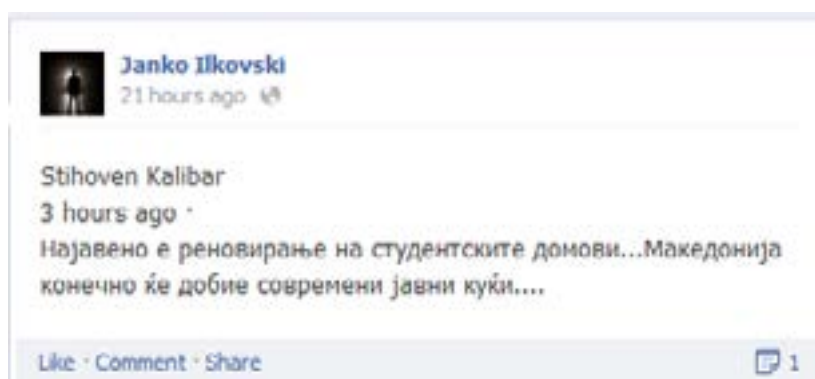 Janko Ilkovski
21 hours ago
Stihoven Kalibar
3 hours ago ·
Најавено е реновирање на студентските домови...Македонија
конечно ќе добие современи јавни куќи....
Like · Comment · Share 1